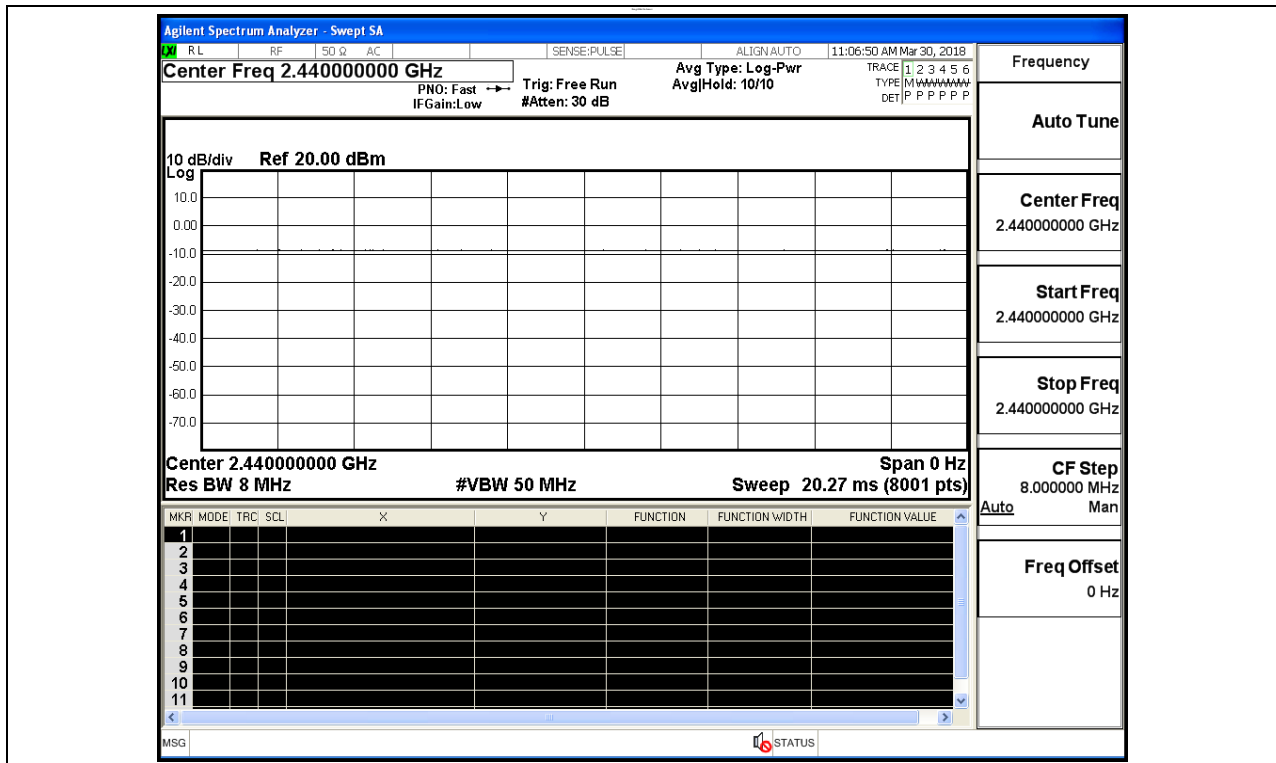 Agilent Spectrum Analyzer - Swept SA
LXI RL RF 50 Ω AC SENSE:PULSE ALIGN AUTO 11:06:50 AM Mar 30, 2018
Center Freq 2.440000000 GHz
PNO: Fast
IFGain:Low
Trig: Free Run
#Atten: 30 dB
Avg Type: Log-Pwr
Avg|Hold: 10/10
TRACE 1 2 3 4 5 6
TYPE M
DET P P P P P P
10 dB/div Ref 20.00 dBm
Log
10.0
0.00
-10.0
-20.0
-30.0
-40.0
-50.0
-60.0
-70.0
Center 2.440000000 GHz Span 0 Hz
Res BW 8 MHz #VBW 50 MHz Sweep 20.27 ms (8001 pts)
MKR MODE TRC SCL X Y FUNCTION FUNCTION WIDTH FUNCTION VALUE
1
2
3
4
5
6
7
8
9
10
11
MSG STATUS
Frequency
Auto Tune
Center Freq
2.440000000 GHz
Start Freq
2.440000000 GHz
Stop Freq
2.440000000 GHz
CF Step
8.000000 MHz
Auto Man
Freq Offset
0 Hz